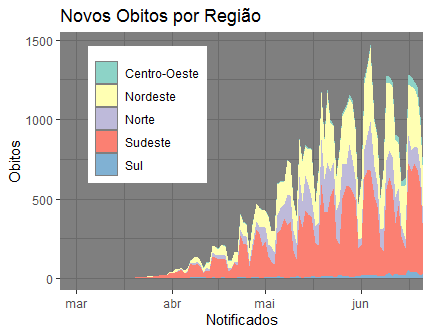 Novos Obitos por Região
1500
1000
500
0
Obitos
Centro-Oeste
Nordeste
Norte
Sudeste
Sul
mar
abr
mai
jun
Notificados